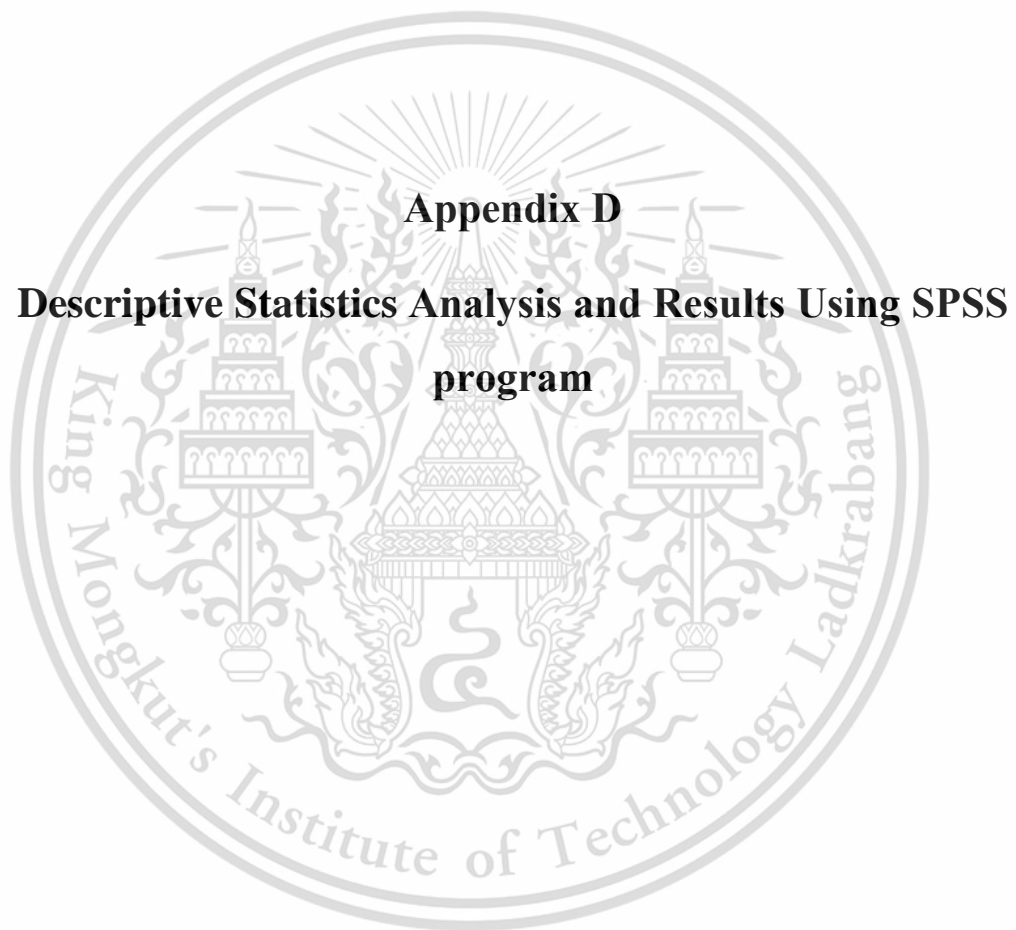 Appendix D
Descriptive Statistics Analysis and Results Using SPSS
program
King Mongkut's Institute of Technology Ladkrabang